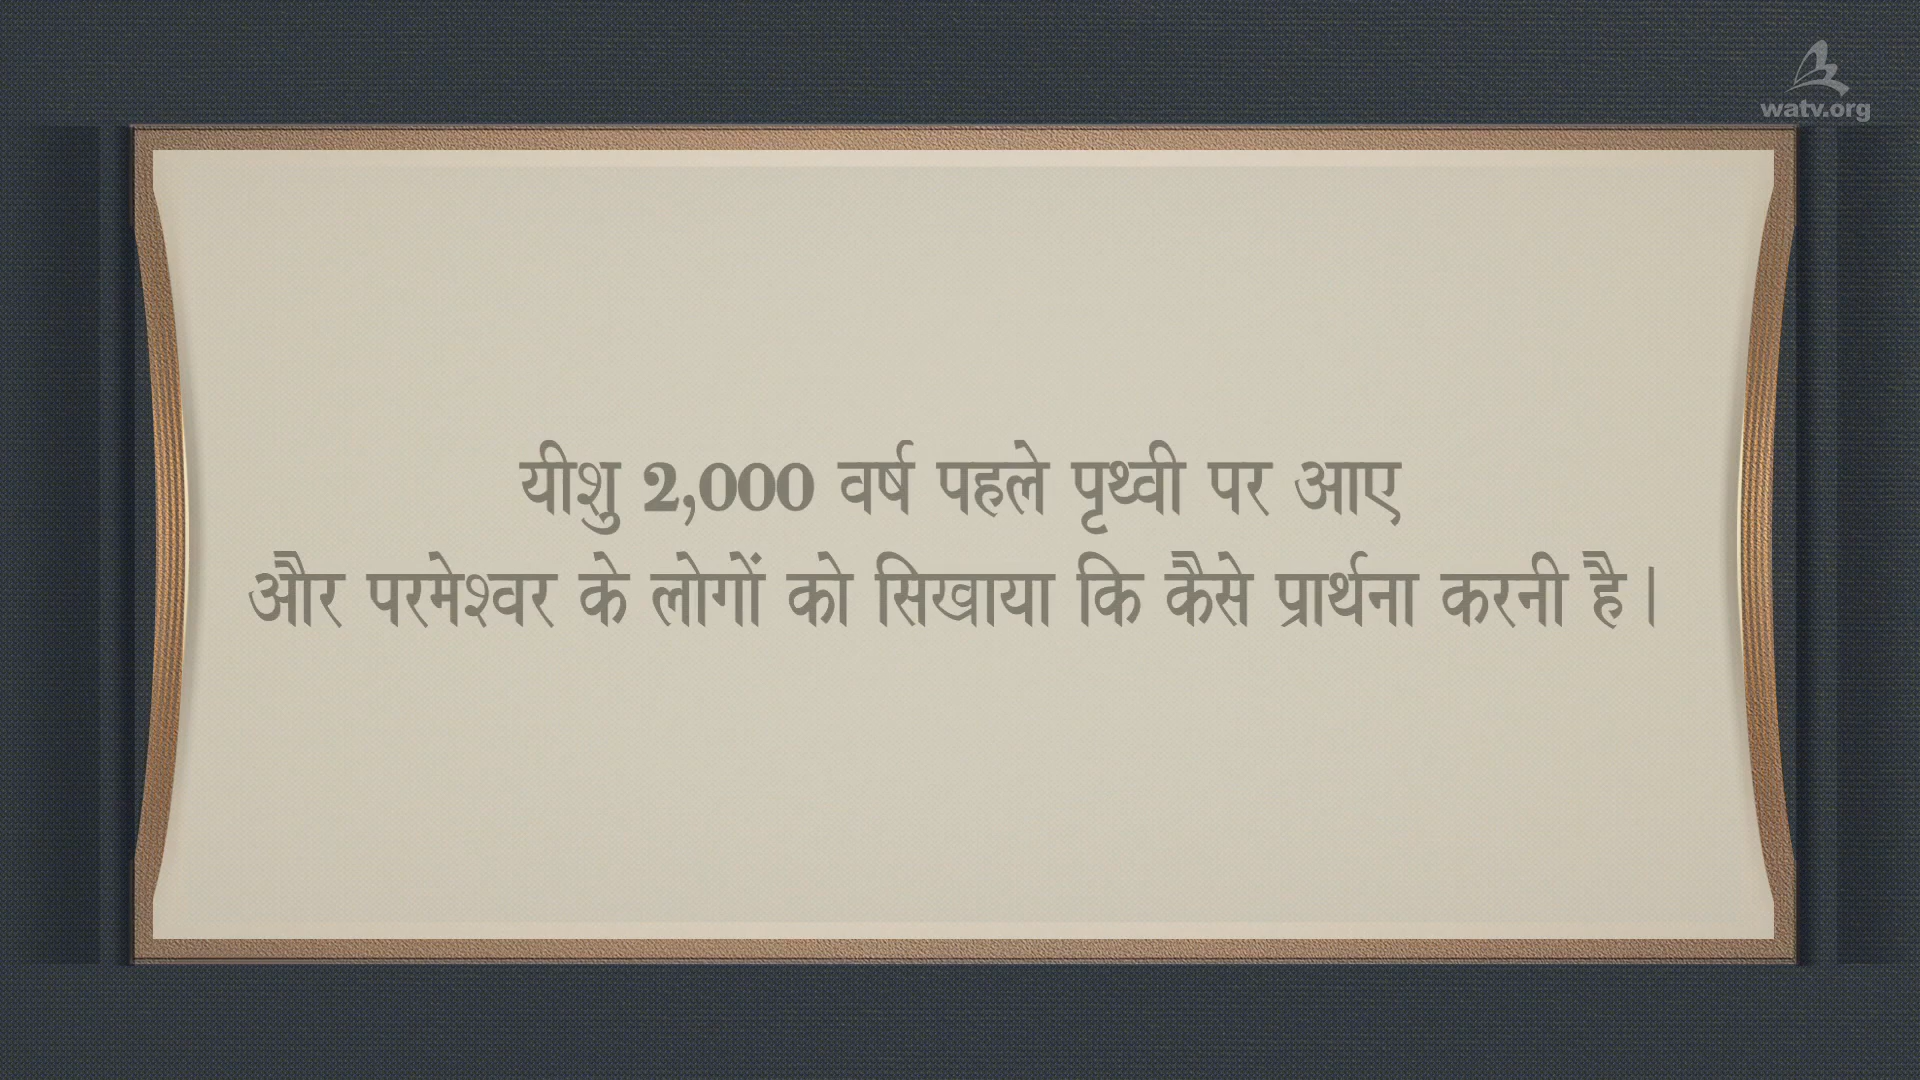 watv.org
यीशु 2,000 वर्ष पहले पृथ्वी पर आए
और परमेश्वर के लोगों को सिखाया कि कैसे प्रार्थना करनी है।